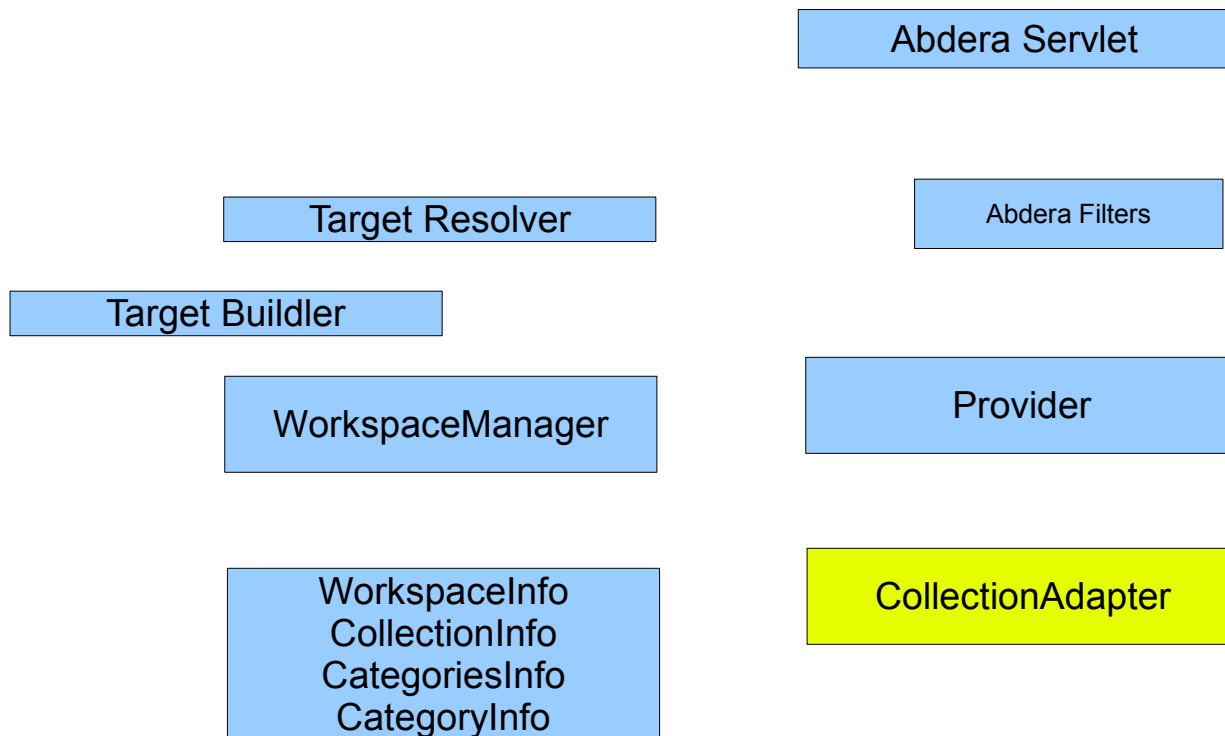 Abdera Servlet
Target Resolver
Abdera Filters
Target Buildler
WorkspaceManager
Provider
WorkspaceInfo
CollectionInfo
CategoriesInfo
CategoryInfo
CollectionAdapter